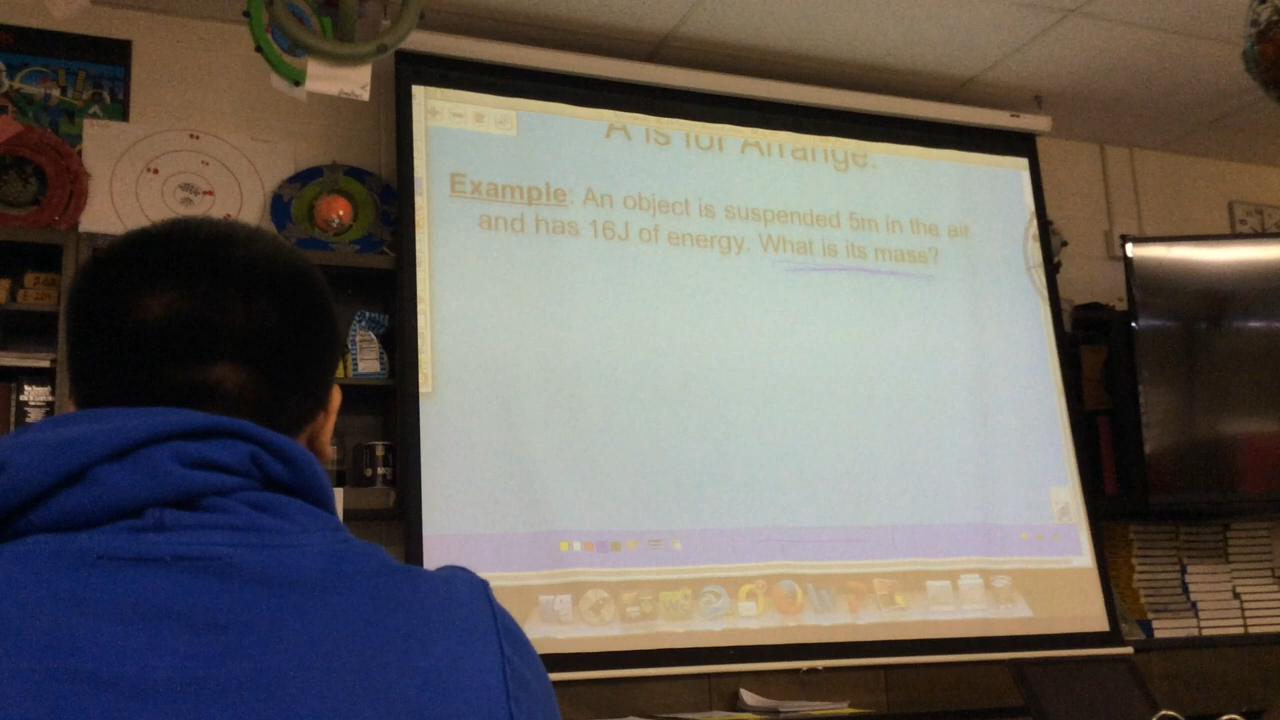 A is for Arrange:
Example: An object is suspended 5m in the air
and has 16J of energy. What is its mass?